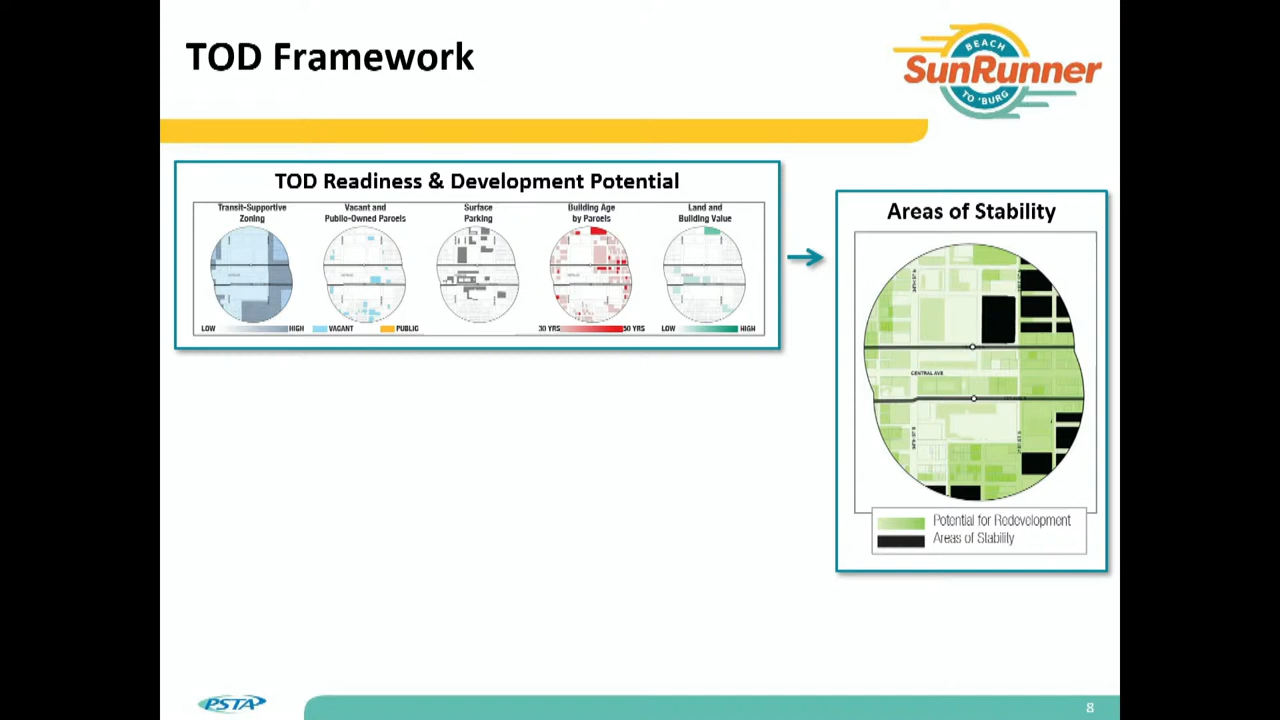 TOD Framework
BEACH
SunRunner
TO 'BURG
TOD Readiness & Development Potential
Transit-Supportive
Zoning
Vacant and
Public-Owned Parcels
Surface
Parking
Building Age
by Parcels
Land and
Building Value
LOW HIGH
VACANT PUBLIC
30 YRS 50 YRS
LOW HIGH
Areas of Stability
CENTRAL AVE
Potential for Redevelopment
Areas of Stability
PSTA
8